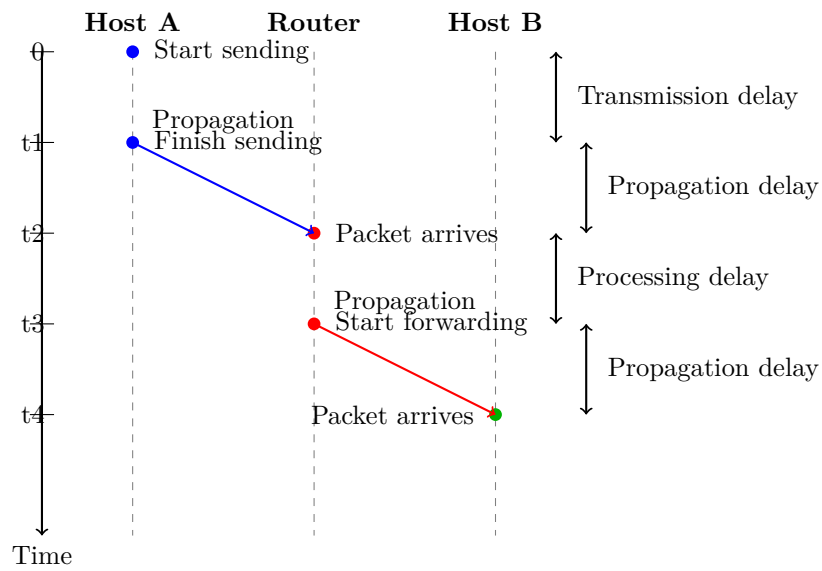 Host A
Router
Host B
0
Start sending
Transmission delay
Propagation
t1
Finish sending
Propagation delay
t2
Packet arrives
Processing delay
Propagation
t3
Start forwarding
Propagation delay
t4
Packet arrives
Time